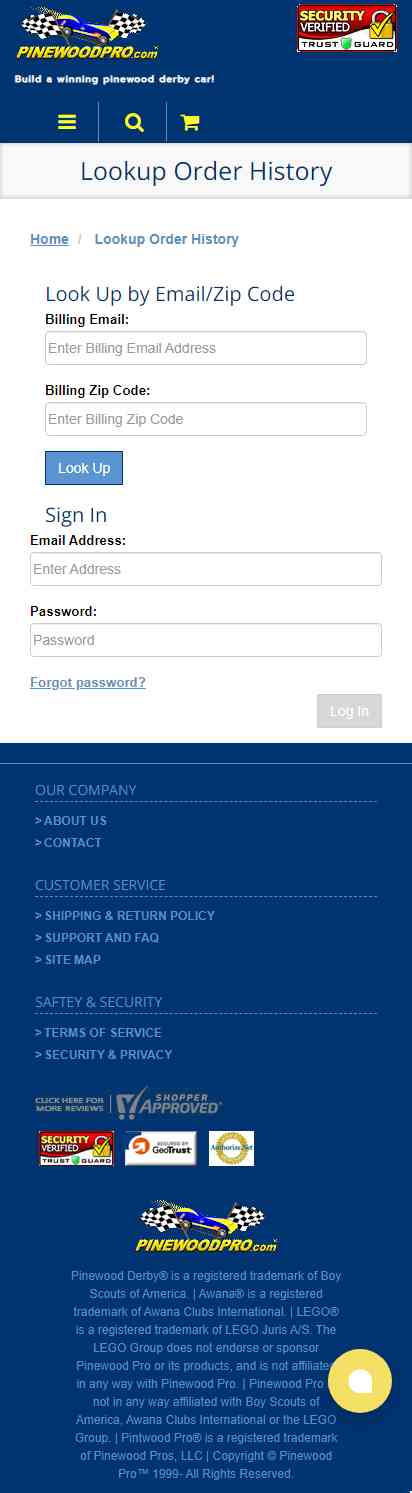 PINEWOODPRO.com
SECURITY
VERIFIED
TRUST GUARD
Build a winning pinewood derby car!
Lookup Order History
Home / Lookup Order History
Look Up by Email/Zip Code
Billing Email:
Enter Billing Email Address
Billing Zip Code:
Enter Billing Zip Code
Look Up
Sign In
Email Address:
Enter Address
Password:
Password
Forgot password?
Log In
OUR COMPANY
> ABOUT US
> CONTACT
CUSTOMER SERVICE
> SHIPPING & RETURN POLICY
> SUPPORT AND FAQ
> SITE MAP
SAFTEY & SECURITY
> TERMS OF SERVICE
> SECURITY & PRIVACY
CLICK HERE FOR
MORE REVIEWS
SHOPPER
APPROVED
SECURITY
VERIFIED
TRUST GUARD
SECURED BY
GeoTrust
Authorize.Net
PINEWOODPRO.com
Pinewood Derby® is a registered trademark of Boy
Scouts of America. | Awana® is a registered
trademark of Awana Clubs International. | LEGO®
is a registered trademark of LEGO Juris A/S. The
LEGO Group does not endorse or sponsor
Pinewood Pro or its products, and is not affiliated
in any way with Pinewood Pro. | Pinewood Pro
not in any way affiliated with Boy Scouts of
America, Awana Clubs International or the LEGO
Group. | Pintwood Pro® is a registered trademark
of Pinewood Pros, LLC | Copyright © Pinewood
Pro™ 1999- All Rights Reserved.